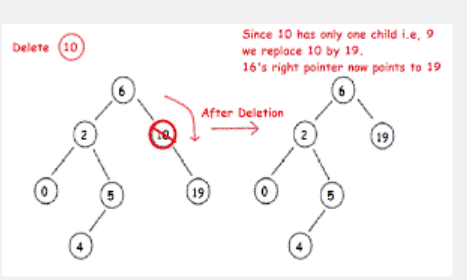 Since 10 has only one child i.e, 9
Delete 10
we replace 10 by 19.
16's right pointer now points to 19
6
6
After Deletion
2
10
2
19
0
5
19
0
5
4
4